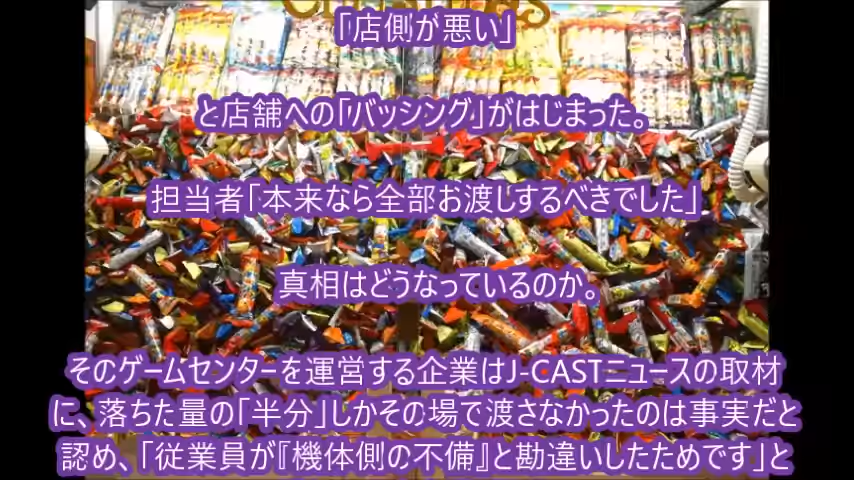 「店側が悪い」
と店舗への「バッシング」がはじまった。
担当者「本来なら全部お渡しするべきでした」
真相はどうなっているのか。
そのゲームセンターを運営する企業はJ-CASTニュースの取材
に、落ちた量の「半分」しかその場で渡さなかったのは事実だと
認め、「従業員が『機体側の不備』と勘違いしたためです」と